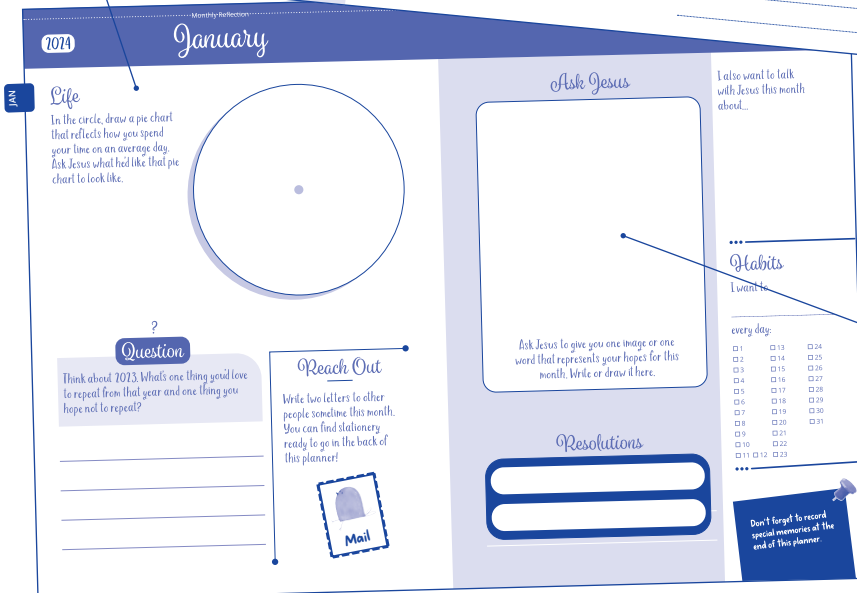 Monthly Reflection
2024
January
JAN
Life
In the circle, draw a pie chart
that reflects how you spend
your time on an average day.
Ask Jesus what he'd like that pie
chart to look like.
?
Question
Think about 2023. What's one thing you'd love
to repeat from that year and one thing you
hope not to repeat?
Reach Out
Write two letters to other
people sometime this month.
You can find stationery
ready to go in the back of
this planner!
Mail
Ask Jesus
Ask Jesus to give you one image or one
word that represents your hopes for this
month. Write or draw it here.
Resolutions
I also want to talk
with Jesus this month
about...
Habits
I want to
every day:
1 13 24
2 14 25
3 15 26
4 16 27
5 17 28
6 18 29
7 19 30
8 20 31
9 21
10 22
11 12 23
Don't forget to record
special memories at the
end of this planner.